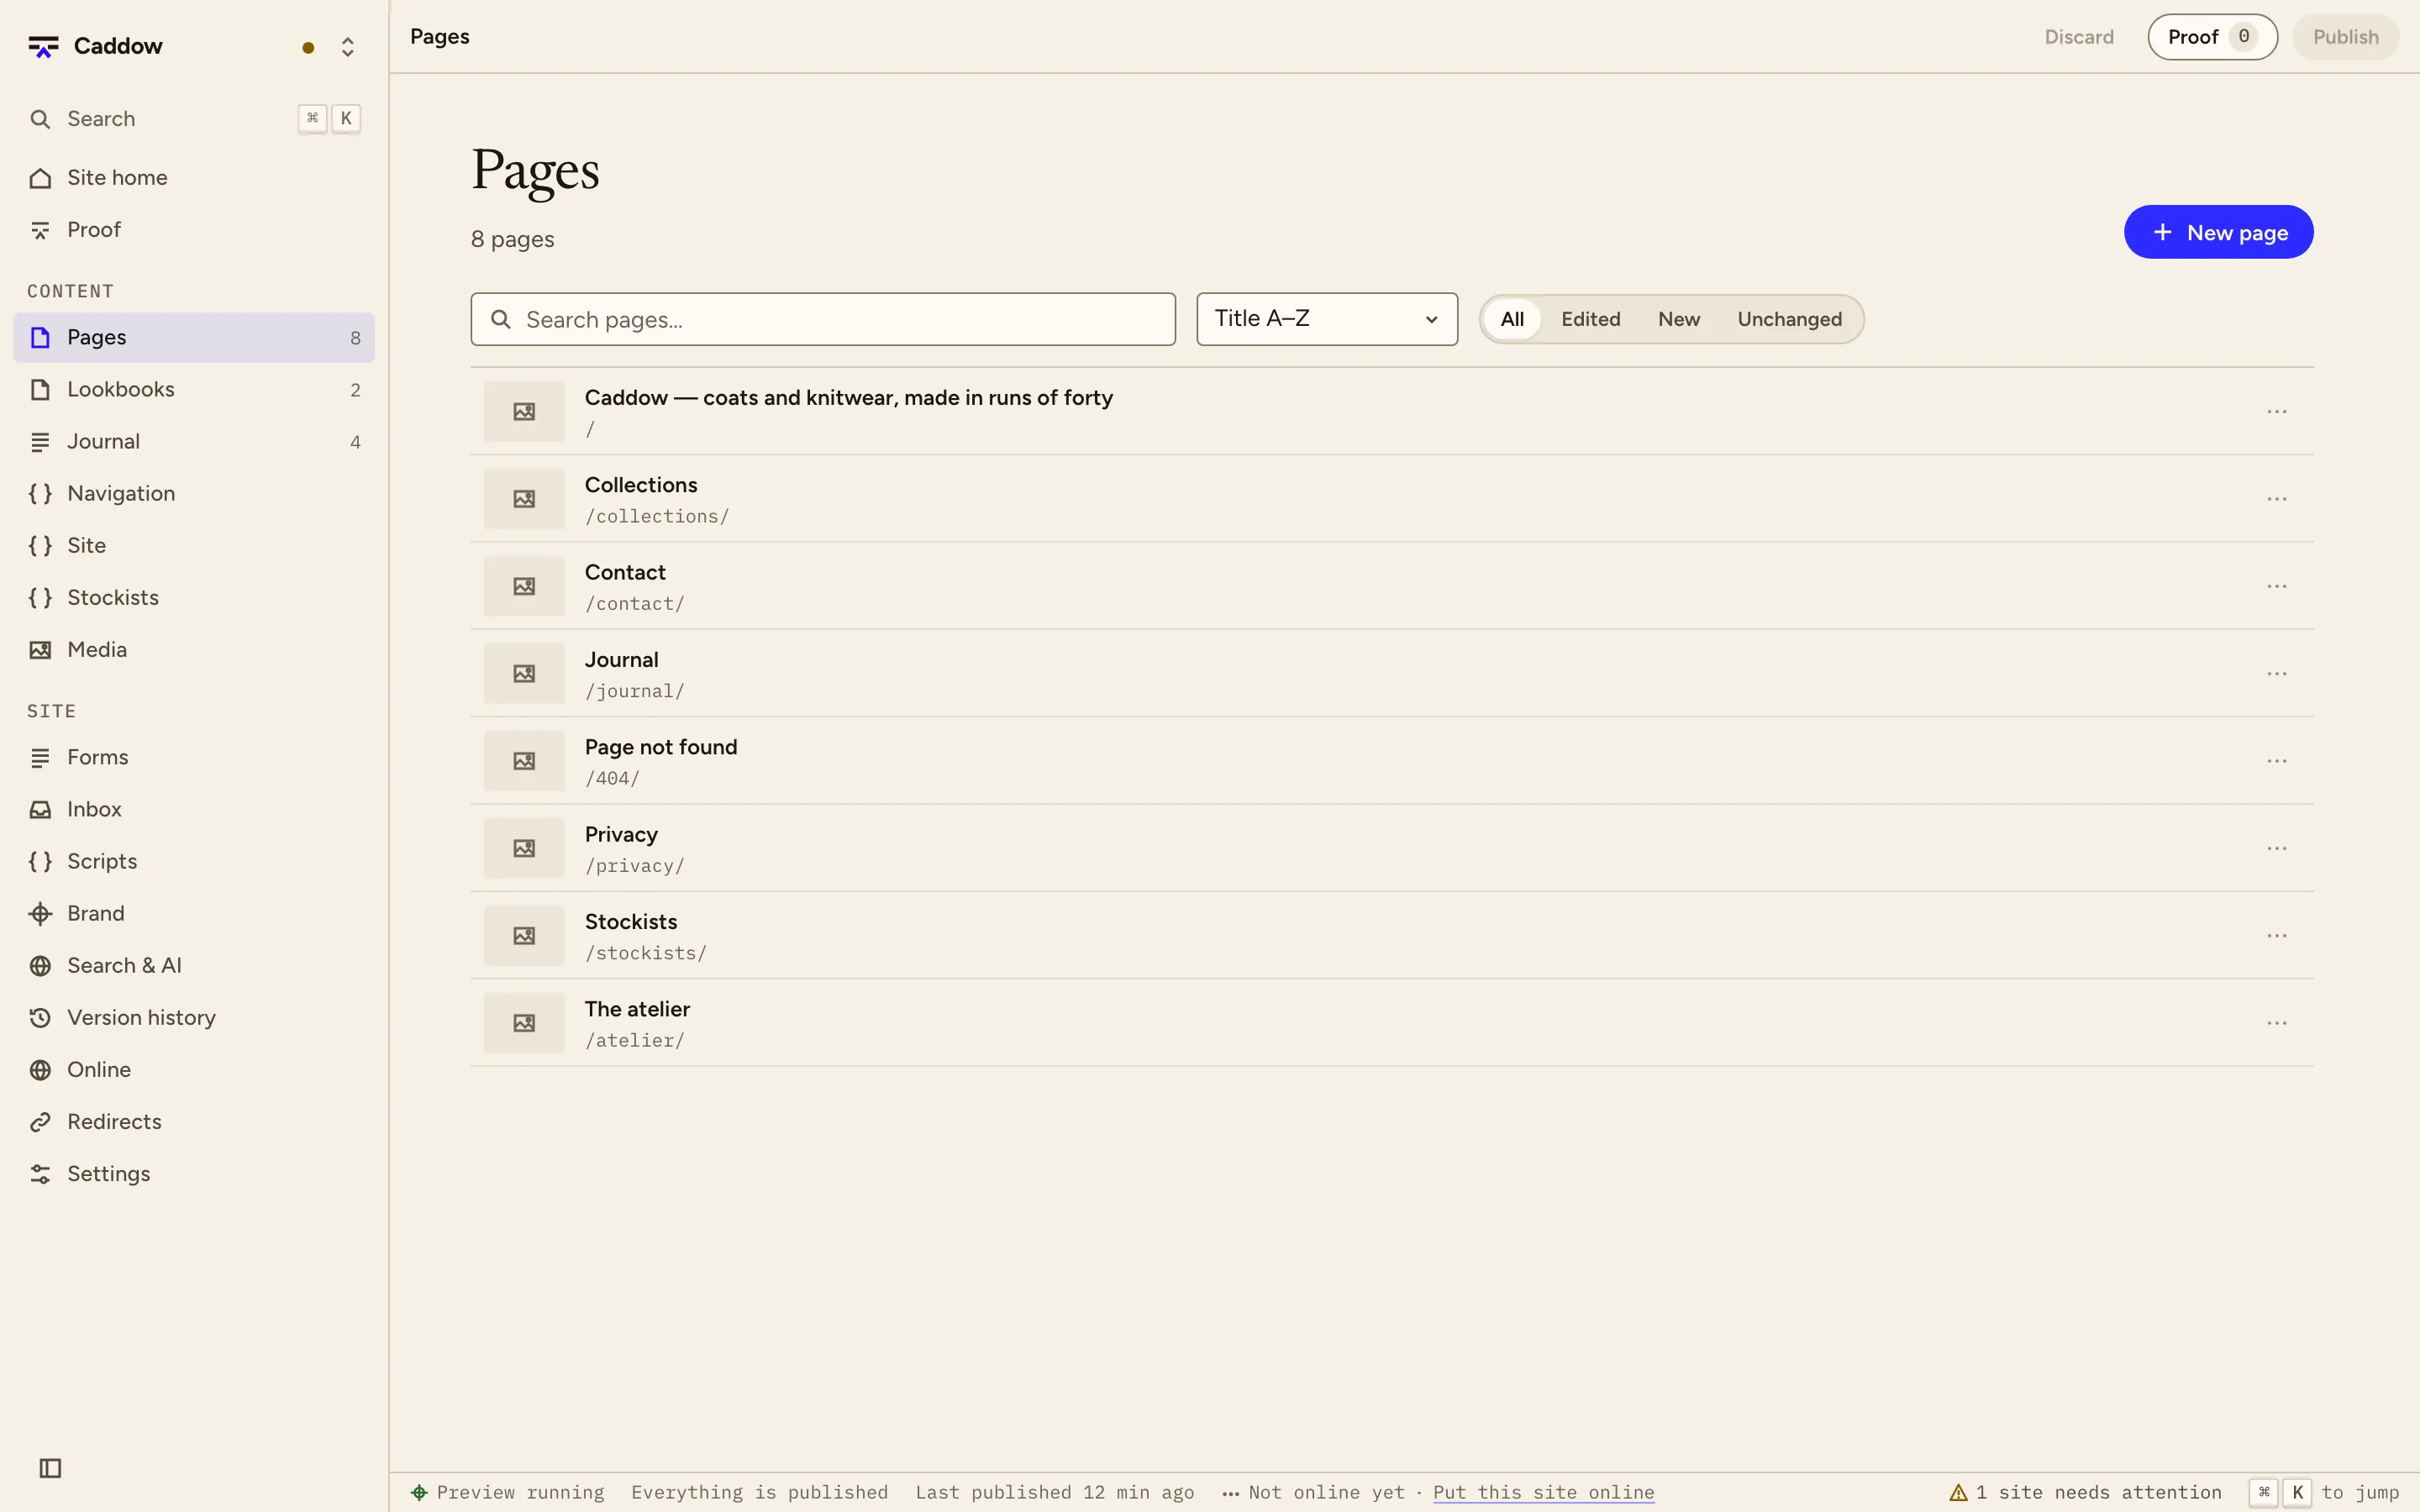 Caddow
Search ⌘ K
Site home
Proof
CONTENT
Pages 8
Lookbooks 2
Journal 4
Navigation
Site
Stockists
Media
SITE
Forms
Inbox
Scripts
Brand
Search & AI
Version history
Online
Redirects
Settings
Pages
Discard Proof 0 Publish
Pages
8 pages
New page
Search pages... Title A–Z All Edited New Unchanged
Caddow — coats and knitwear, made in runs of forty
/
Collections
/collections/
Contact
/contact/
Journal
/journal/
Page not found
/404/
Privacy
/privacy/
Stockists
/stockists/
The atelier
/atelier/
Preview running Everything is published Last published 12 min ago Not online yet · Put this site online 1 site needs attention ⌘ K to jump